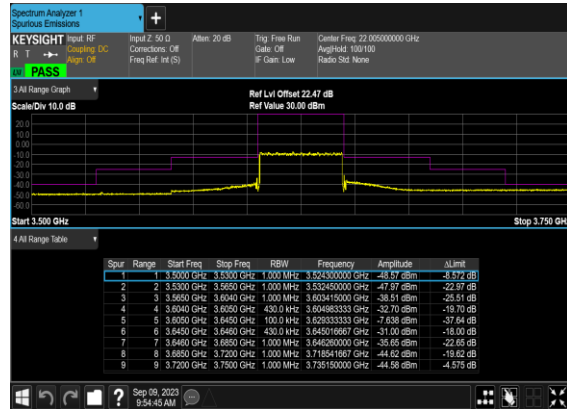 Spectrum Analyzer 1
Spurious Emissions
KEYSIGHT Input: RF Input Z: 50 Ω Atten: 20 dB Trig: Free Run Center Freq: 22.005000000 GHz
R T Coupling: DC Corrections: Off Gate: Off Avg|Hold: 100/100
Align: Off Freq Ref: Int (S) IF Gain: Low Radio Std: None
PASS
3 All Range Graph Ref Lvl Offset 22.47 dB
Scale/Div 10.0 dB Ref Value 30.00 dBm
20.0
10.0
0.00
-10.0
-20.0
-30.0
-40.0
-50.0
-60.0
Start 3.500 GHz Stop 3.750 GHz
4 All Range Table
Spur Range Start Freq Stop Freq RBW Frequency Amplitude ΔLimit
1 1 3.5000 GHz 3.5300 GHz 1.000 MHz 3.524300000 GHz -48.57 dBm -8.572 dB
2 2 3.5300 GHz 3.5650 GHz 1.000 MHz 3.532450000 GHz -47.97 dBm -22.97 dB
3 3 3.5650 GHz 3.6040 GHz 1.000 MHz 3.603415000 GHz -38.51 dBm -25.51 dB
4 4 3.6040 GHz 3.6050 GHz 430.0 kHz 3.604983333 GHz -32.70 dBm -19.70 dB
5 5 3.6050 GHz 3.6450 GHz 100.0 kHz 3.629333333 GHz -7.638 dBm -37.64 dB
6 6 3.6450 GHz 3.6460 GHz 430.0 kHz 3.645016667 GHz -31.00 dBm -18.00 dB
7 7 3.6460 GHz 3.6850 GHz 1.000 MHz 3.646260000 GHz -35.65 dBm -22.65 dB
8 8 3.6850 GHz 3.7200 GHz 1.000 MHz 3.718541667 GHz -44.62 dBm -19.62 dB
9 9 3.7200 GHz 3.7500 GHz 1.000 MHz 3.735150000 GHz -44.58 dBm -4.575 dB
? Sep 09, 2023
9:54:45 AM